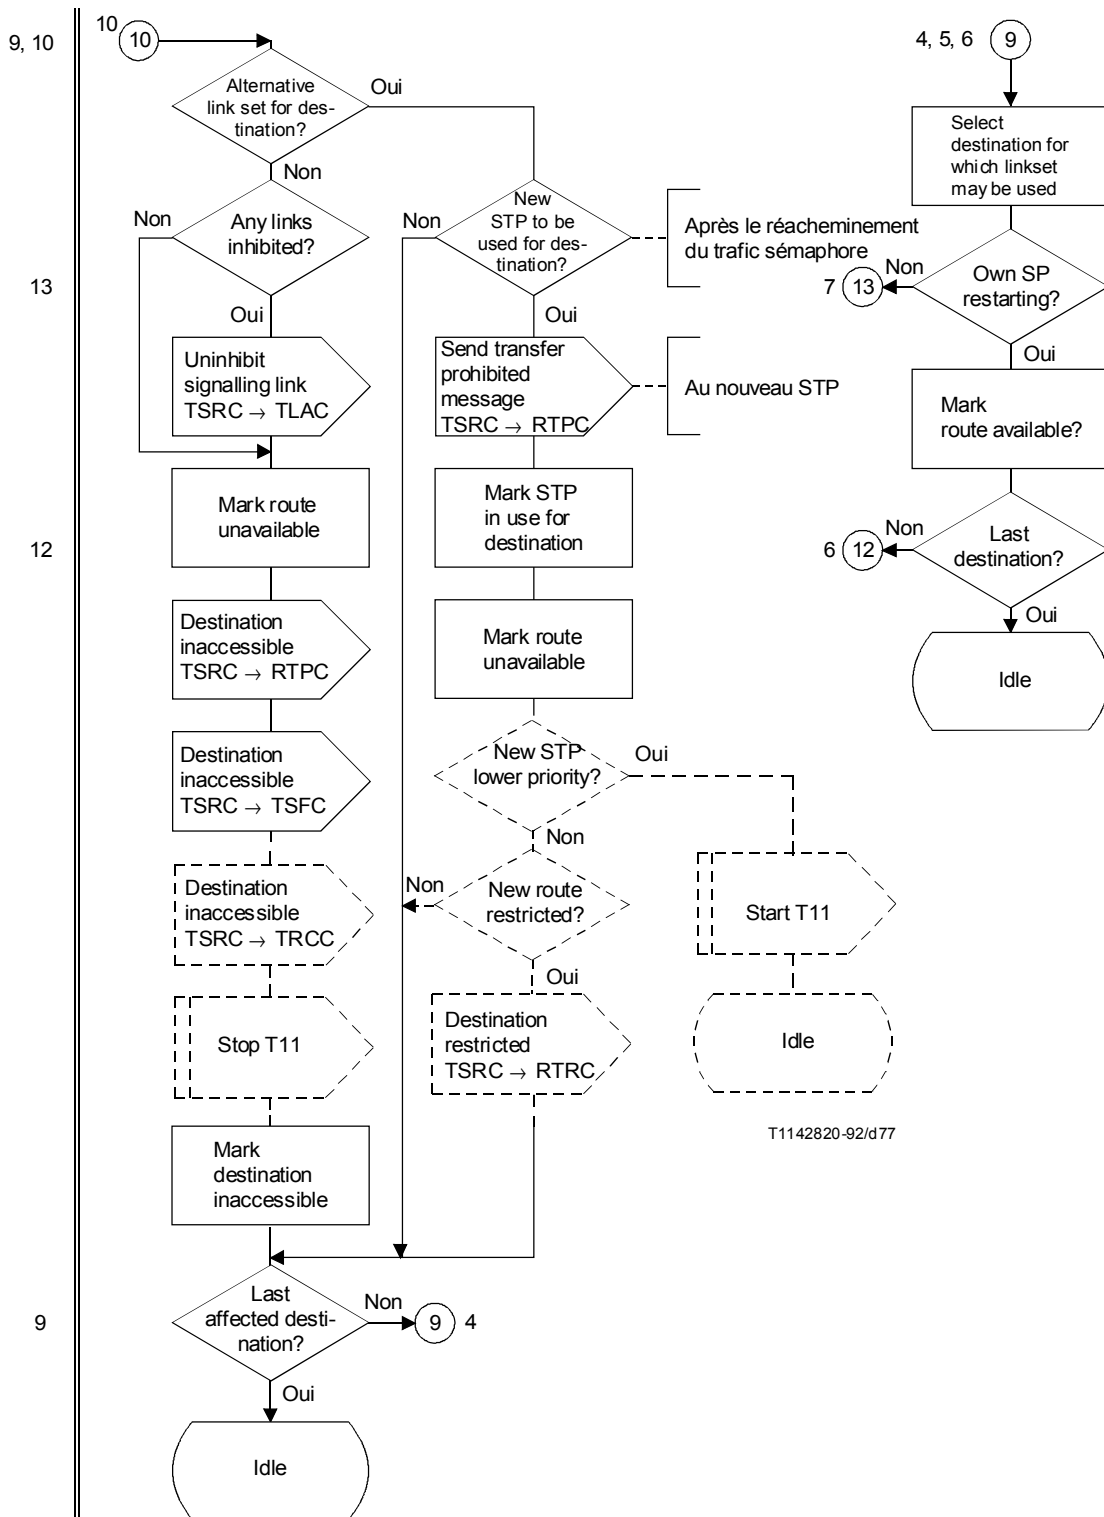 9, 10
10
10
Alternative
link set for des-
tination?
Oui
Non
Any links
inhibited?
Non
Oui
Uninhibit
signalling link
TSRC → TLAC
Mark route
unavailable
Destination
inaccessible
TSRC → RTPC
Destination
inaccessible
TSRC → TSFC
Destination
inaccessible
TSRC → TRCC
Stop T11
Mark
destination
inaccessible
Last
affected desti-
nation?
Non
9
4
Oui
Idle
New
STP to be
used for des-
tination?
Non
Après le réacheminement
du trafic sémaphore
Oui
Send transfer
prohibited
message
TSRC → RTPC
Au nouveau STP
Mark STP
in use for
destination
Mark route
unavailable
New STP
lower priority?
Oui
Non
New route
restricted?
Non
Oui
Destination
restricted
TSRC → RTRC
Start T11
Idle
4, 5, 6
9
Select
destination for
which linkset
may be used
Own SP
restarting?
Non
7
13
Oui
Mark
route available?
Last
destination?
Non
6
12
Oui
Idle
13
12
9
T1142820-92/d77